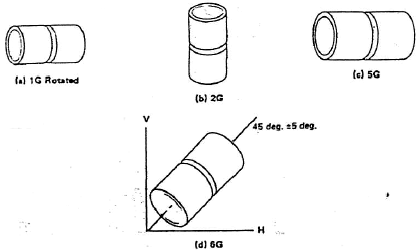 (a) 1G Rotated
(b) 2G
(c) 5G
V
45 deg. ±5 deg.
H
(d) 6G